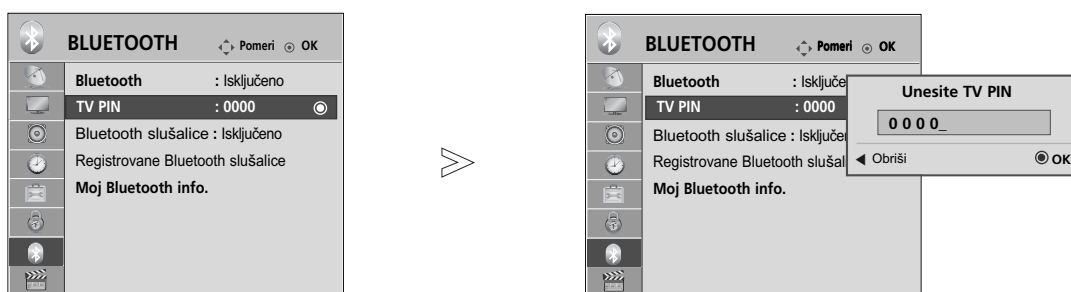 BLUETOOTH Pomeri OK
Bluetooth : Isključeno
TV PIN : 0000
Bluetooth slušalice : Isključeno
Registrovane Bluetooth slušalice
Moj Bluetooth info.
BLUETOOTH Pomeri OK
Bluetooth : Isključe
TV PIN : 0000
Bluetooth slušalice : Isključe
Registrovane Bluetooth slušal
Moj Bluetooth info.
Unesite TV PIN
0 0 0 0_
Obriši OK